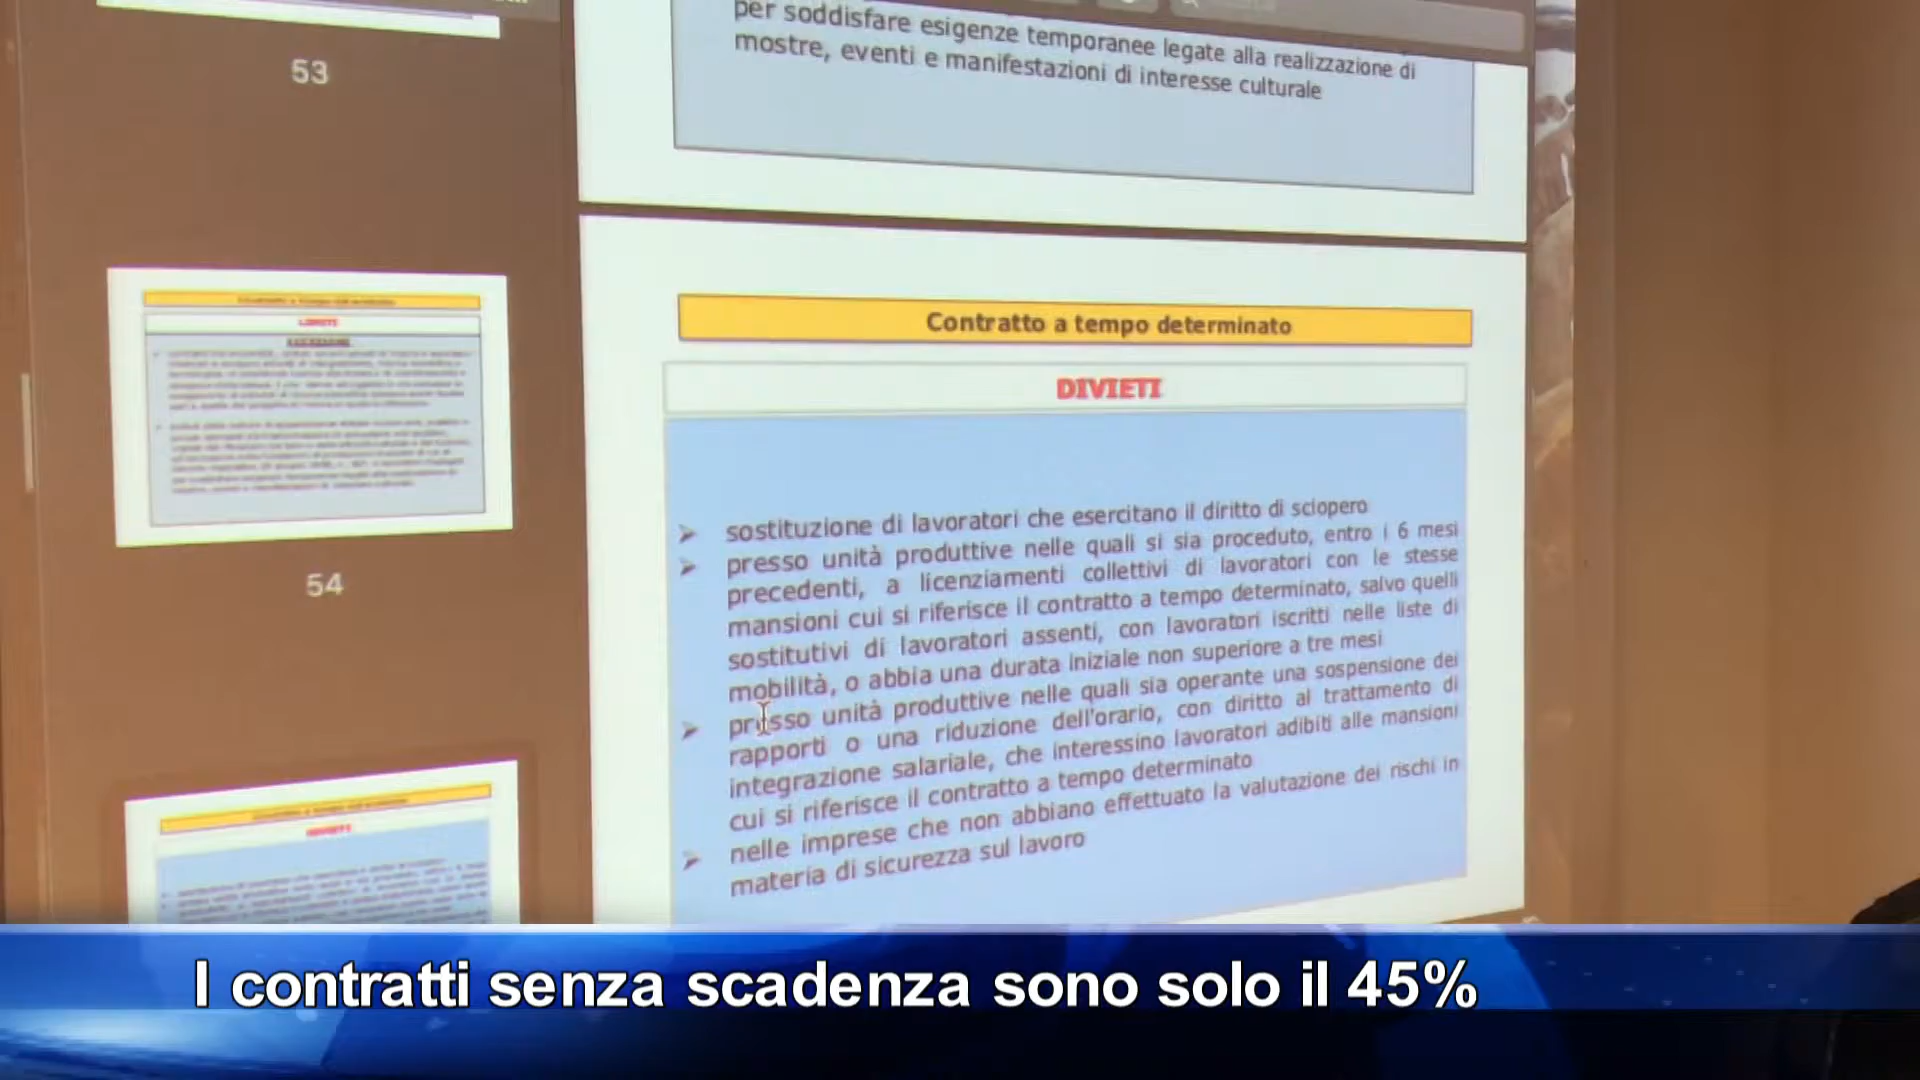 per soddisfare esigenze temporanee legate alla realizzazione di
mostre, eventi e manifestazioni di interesse culturale
53
54
Contratto a tempo determinato
DIVIETI
sostituzione di lavoratori che esercitano il diritto di sciopero
presso unità produttive nelle quali si sia proceduto, entro i 6 mesi
precedenti, a licenziamenti collettivi di lavoratori con le stesse
mansioni cui si riferisce il contratto a tempo determinato, salvo quelli
sostitutivi di lavoratori assenti, con lavoratori iscritti nelle liste di
mobilità, o abbia una durata iniziale non superiore a tre mesi
presso unità produttive nelle quali sia operante una sospensione dei
rapporti o una riduzione dell'orario, con diritto al trattamento di
integrazione salariale, che interessino lavoratori adibiti alle mansioni
cui si riferisce il contratto a tempo determinato
nelle imprese che non abbiano effettuato la valutazione dei rischi in
materia di sicurezza sul lavoro
I contratti senza scadenza sono solo il 45%